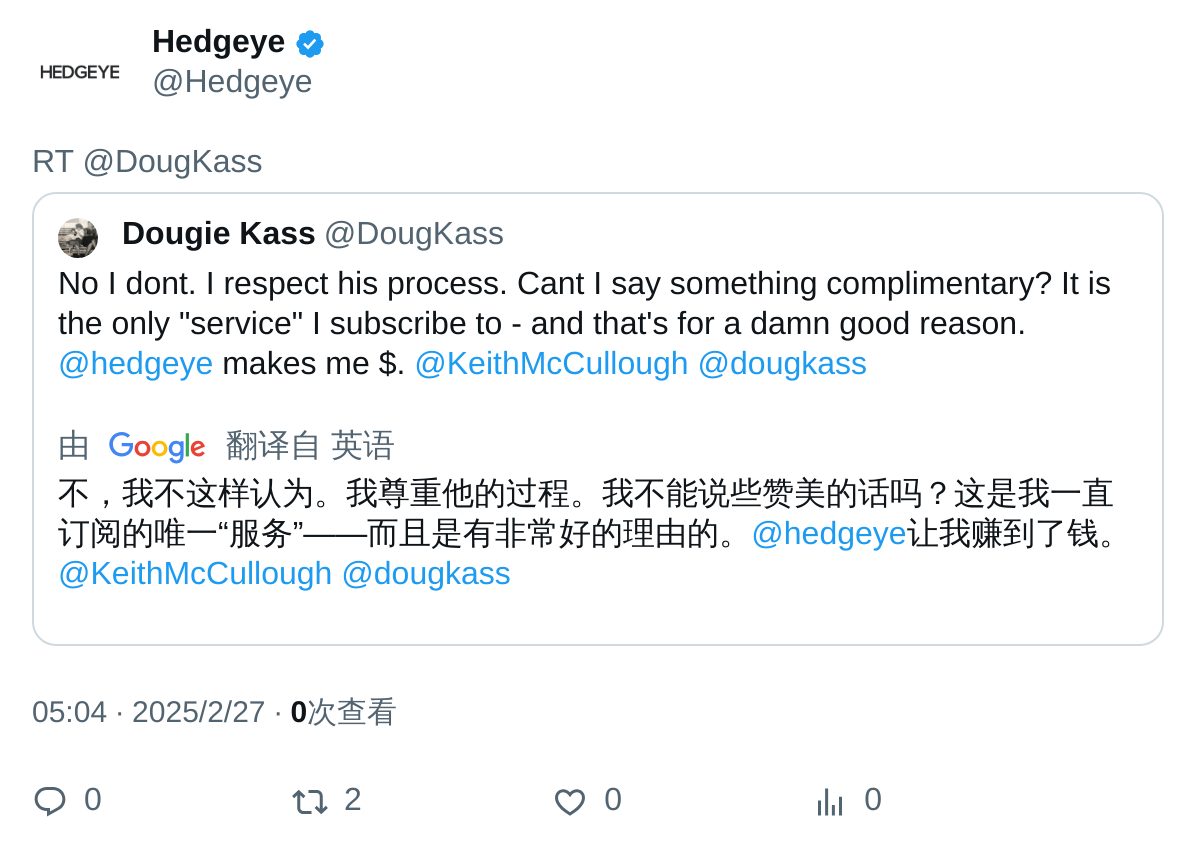 Hedgeye
HEDGEYE
@Hedgeye
RT @DougKass
Dougie Kass @DougKass
No I dont. I respect his process. Cant I say something complimentary? It is
the only "service" I subscribe to - and that's for a damn good reason.
@hedgeye makes me $. @KeithMcCullough @dougkass
由 Google 翻译自 英语
不，我不这样认为。我尊重他的过程。我不能说些赞美的话吗？这是我一直
订阅的唯一“服务”——而且是有非常好的理由的。@hedgeye让我赚到了钱。
@KeithMcCullough @dougkass
05:04 · 2025/2/27 · 0次查看
0 2 0 0